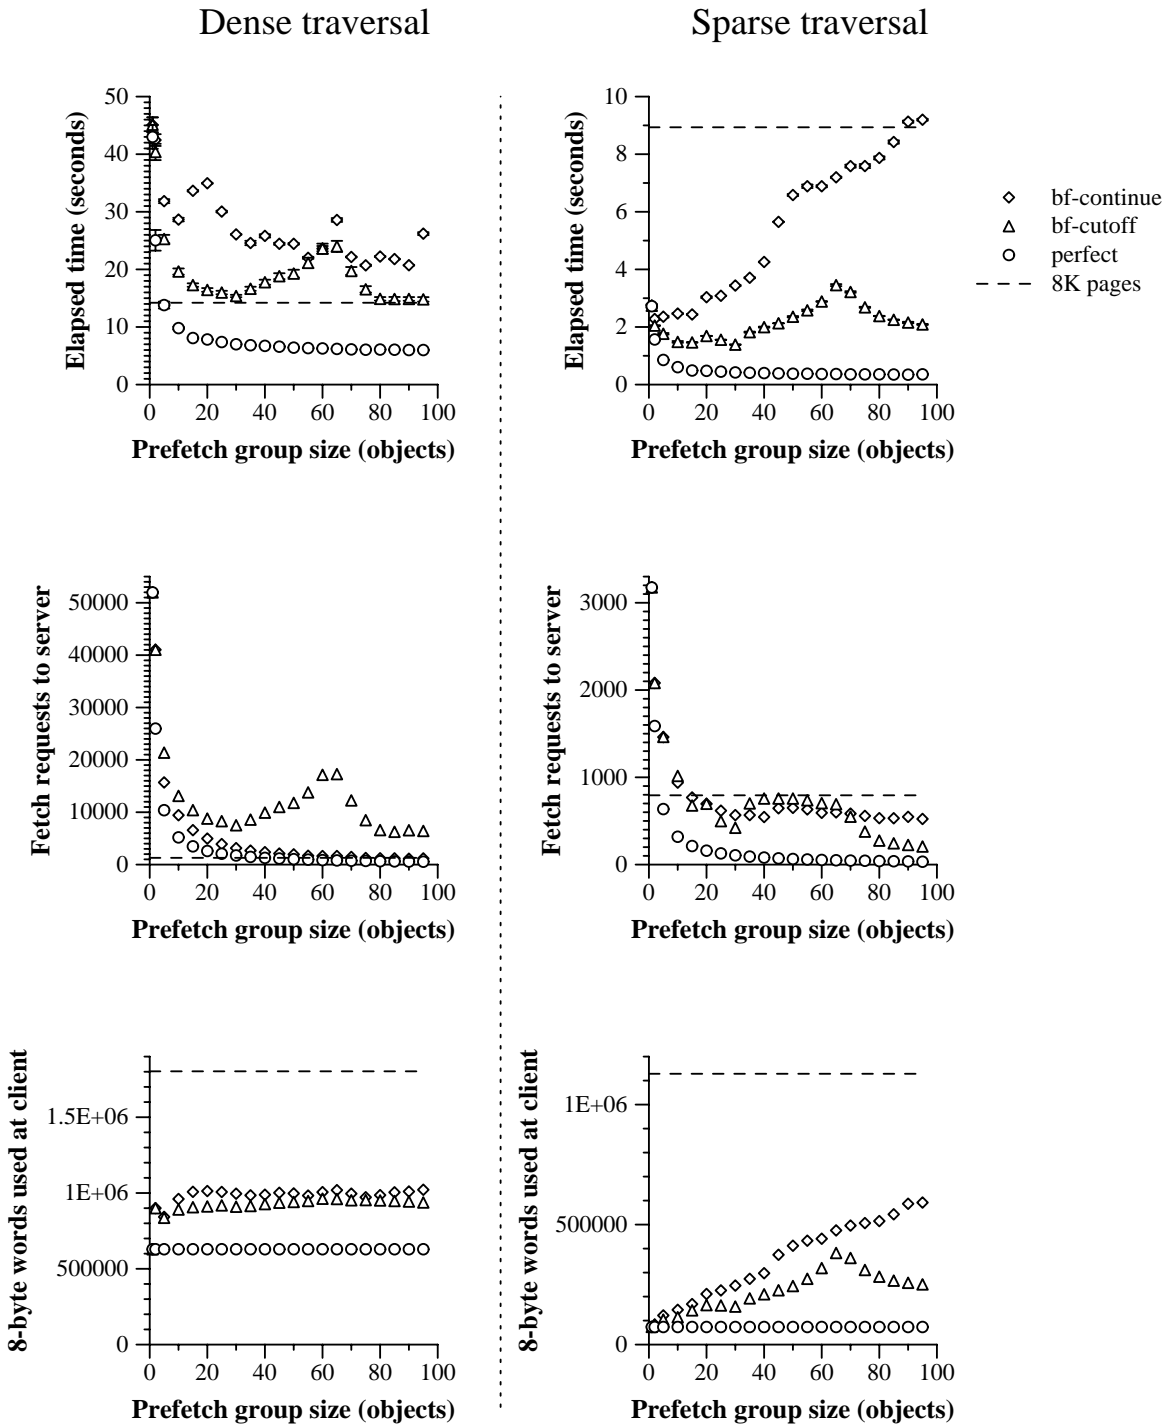 Dense traversal
Sparse traversal
Elapsed time (seconds)
50
40
30
20
10
0
0 20 40 60 80 100
Prefetch group size (objects)
Elapsed time (seconds)
10
8
6
4
2
0
0 20 40 60 80 100
Prefetch group size (objects)
bf-continue
bf-cutoff
perfect
8K pages
Fetch requests to server
50000
40000
30000
20000
10000
0
0 20 40 60 80 100
Prefetch group size (objects)
Fetch requests to server
3000
2000
1000
0
0 20 40 60 80 100
Prefetch group size (objects)
8-byte words used at client
1.5E+06
1E+06
500000
0
0 20 40 60 80 100
Prefetch group size (objects)
8-byte words used at client
1E+06
500000
0
0 20 40 60 80 100
Prefetch group size (objects)